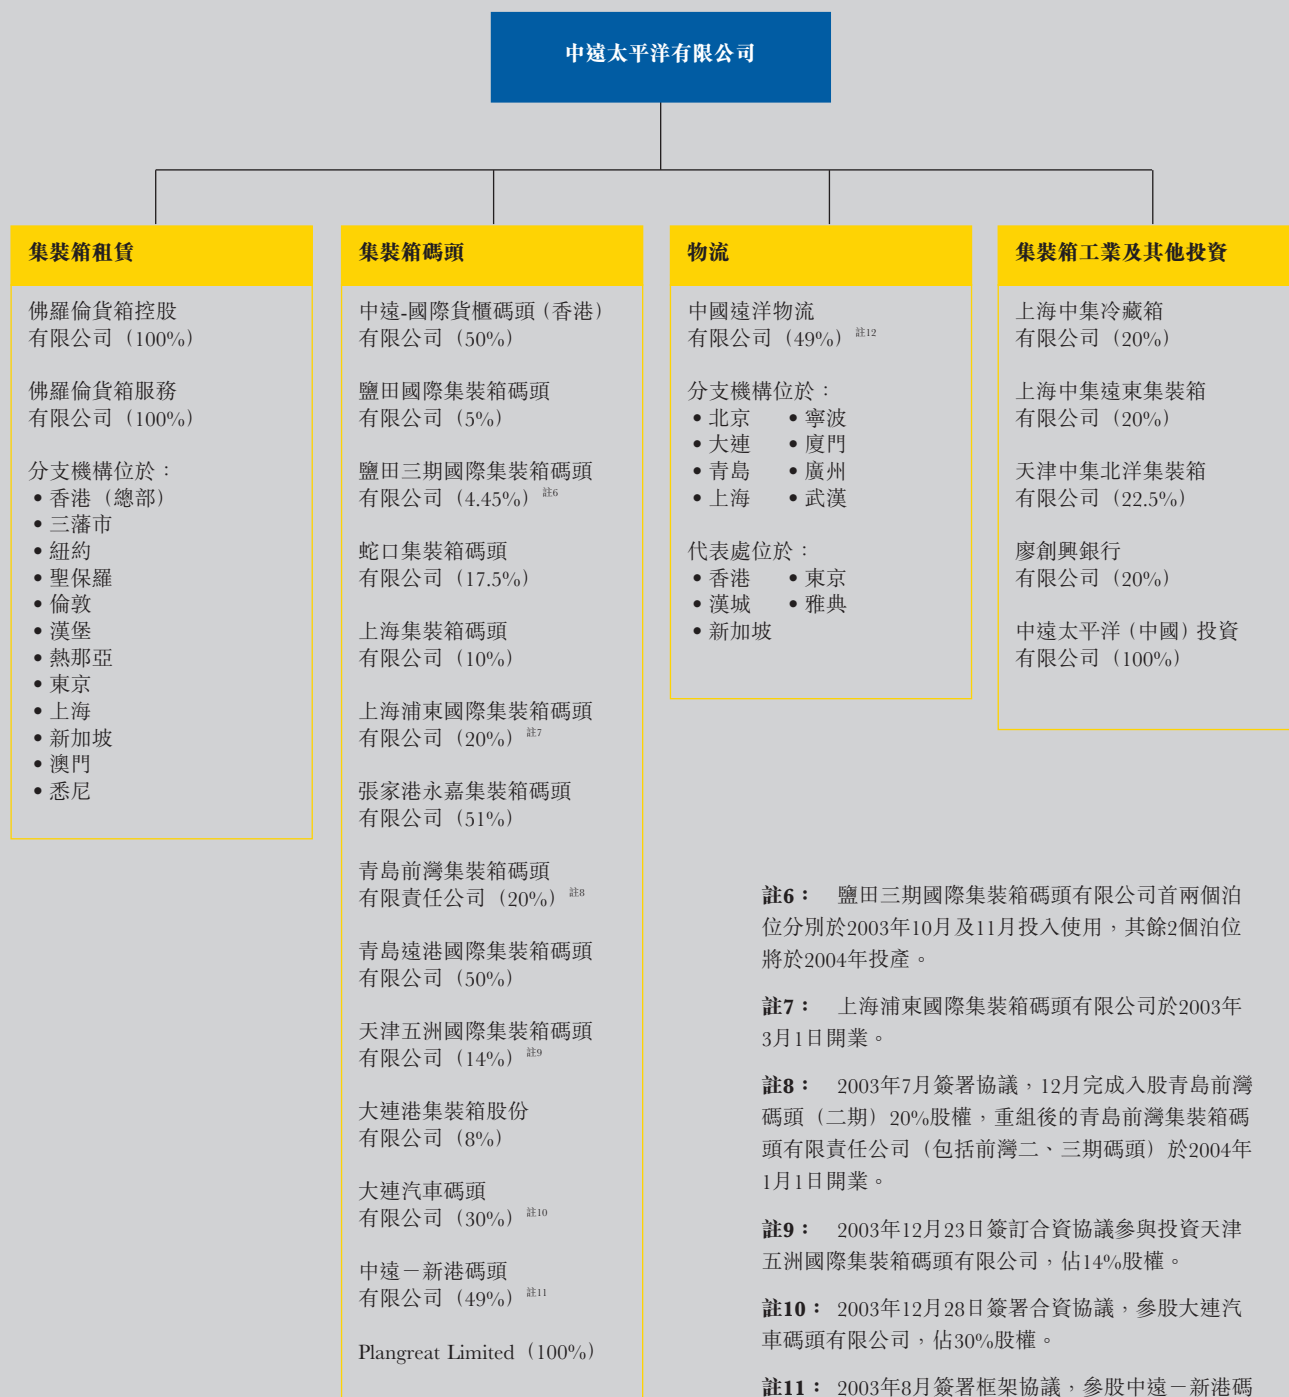 中遠太平洋有限公司
集裝箱租賃
佛羅倫貨箱控股
有限公司（100%）
佛羅倫貨箱服務
有限公司（100%）
分支機構位於：
• 香港（總部）
• 三藩市
• 紐約
• 聖保羅
• 倫敦
• 漢堡
• 熱那亞
• 東京
• 上海
• 新加坡
• 澳門
• 悉尼
集裝箱碼頭
中遠-國際貨櫃碼頭（香港）
有限公司（50%）
鹽田國際集裝箱碼頭
有限公司（5%）
鹽田三期國際集裝箱碼頭
有限公司（4.45%）註6
蛇口集裝箱碼頭
有限公司（17.5%）
上海集裝箱碼頭
有限公司（10%）
上海浦東國際集裝箱碼頭
有限公司（20%）註7
張家港永嘉集裝箱碼頭
有限公司（51%）
青島前灣集裝箱碼頭
有限責任公司（20%）註8
青島遠港國際集裝箱碼頭
有限公司（50%）
天津五洲國際集裝箱碼頭
有限公司（14%）註9
大連港集裝箱股份
有限公司（8%）
大連汽車碼頭
有限公司（30%）註10
中遠－新港碼頭
有限公司（49%）註11
Plangreat Limited（100%）
物流
中國遠洋物流
有限公司（49%）註12
分支機構位於：
• 北京 • 寧波
• 大連 • 廈門
• 青島 • 廣州
• 上海 • 武漢
代表處位於：
• 香港 • 東京
• 漢城 • 雅典
• 新加坡
集裝箱工業及其他投資
上海中集冷藏箱
有限公司（20%）
上海中集遠東集裝箱
有限公司（20%）
天津中集北洋集裝箱
有限公司（22.5%）
廖創興銀行
有限公司（20%）
中遠太平洋（中國）投資
有限公司（100%）
註6： 鹽田三期國際集裝箱碼頭有限公司首兩個泊
位分別於2003年10月及11月投入使用，其餘2個泊位
將於2004年投產。
註7： 上海浦東國際集裝箱碼頭有限公司於2003年
3月1日開業。
註8： 2003年7月簽署協議，12月完成入股青島前灣
碼頭（二期）20%股權，重組後的青島前灣集裝箱碼
頭有限責任公司（包括前灣二、三期碼頭）於2004年
1月1日開業。
註9： 2003年12月23日簽訂合資協議參與投資天津
五洲國際集裝箱碼頭有限公司，佔14%股權。
註10： 2003年12月28日簽署合資協議，參股大連汽
車碼頭有限公司，佔30%股權。
註11： 2003年8月簽署框架協議，參股中遠－新港碼